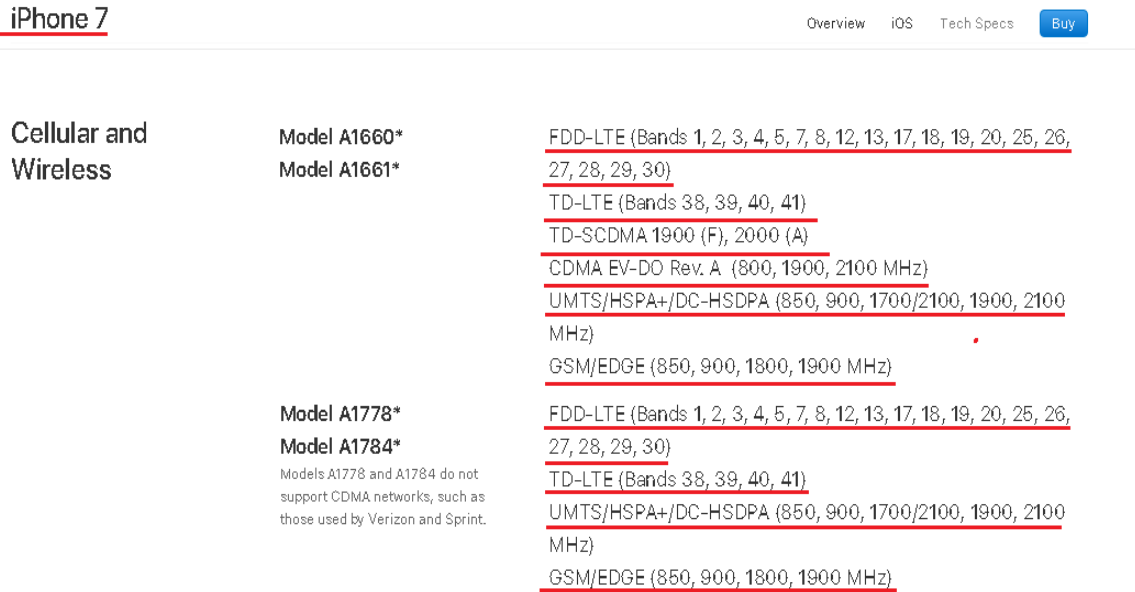 iPhone 7
Overview iOS Tech Specs Buy
Cellular and
Wireless
Model A1660*
Model A1661*
FDD-LTE (Bands 1, 2, 3, 4, 5, 7, 8, 12, 13, 17, 18, 19, 20, 25, 26,
27, 28, 29, 30)
TD-LTE (Bands 38, 39, 40, 41)
TD-SCDMA 1900 (F), 2000 (A)
CDMA EV-DO Rev. A (800, 1900, 2100 MHz)
UMTS/HSPA+/DC-HSDPA (850, 900, 1700/2100, 1900, 2100
MHz)
GSM/EDGE (850, 900, 1800, 1900 MHz)
Model A1778*
Model A1784*
Models A1778 and A1784 do not
support CDMA networks, such as
those used by Verizon and Sprint.
FDD-LTE (Bands 1, 2, 3, 4, 5, 7, 8, 12, 13, 17, 18, 19, 20, 25, 26,
27, 28, 29, 30)
TD-LTE (Bands 38, 39, 40, 41)
UMTS/HSPA+/DC-HSDPA (850, 900, 1700/2100, 1900, 2100
MHz)
GSM/EDGE (850, 900, 1800, 1900 MHz)